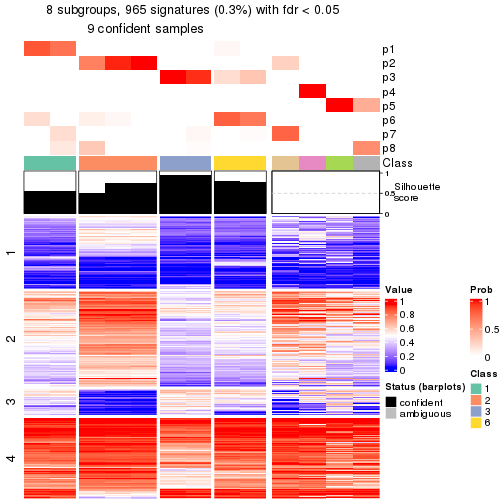 8 subgroups, 965 signatures (0.3%) with fdr < 0.05
9 confident samples
p1
p2
p3
p4
p5
p6
p7
p8
Class
1
0.5
0
Silhouette
score
1
2
3
4
Value
1
0.8
0.6
0.4
0.2
0
Prob
1
0.5
0
Status (barplots)
confident
ambiguous
Class
1
2
3
6